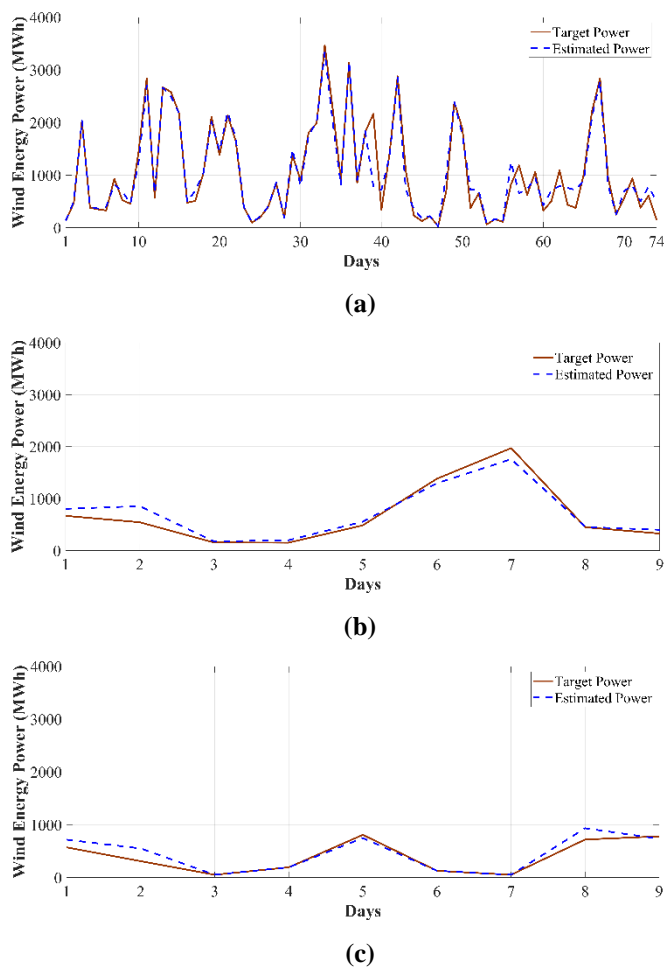 4000
Target Power
Estimated Power
3000
2000
1000
0
1 10 20 30 40 50 60 70 74
Wind Energy Power (MWh)
Days
(a)
4000
Target Power
Estimated Power
3000
2000
1000
0
1 2 3 4 5 6 7 8 9
Wind Energy Power (MWh)
Days
(b)
4000
Target Power
Estimated Power
3000
2000
1000
0
1 2 3 4 5 6 7 8 9
Wind Energy Power (MWh)
Days
(c)